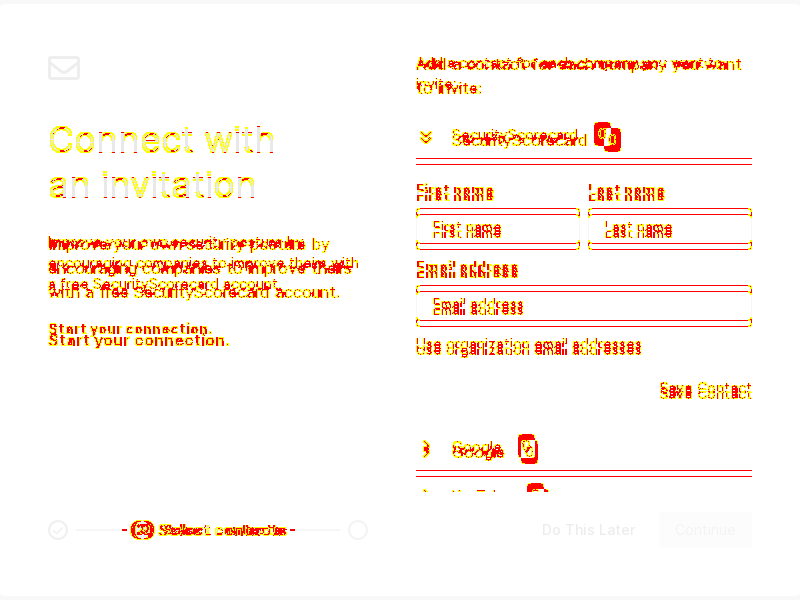 Connect with
an invitation
Improve your own security posture by
encouraging companies to improve theirs
with a free SecurityScorecard account.
Start your connection.
Add a contact for each company you want
to invite:
SecurityScorecard
First name
Last name
First name
Last name
Email address
Email address
Use organization email addresses
Save Contact
Google
Select contacts
Do This Later
Continue